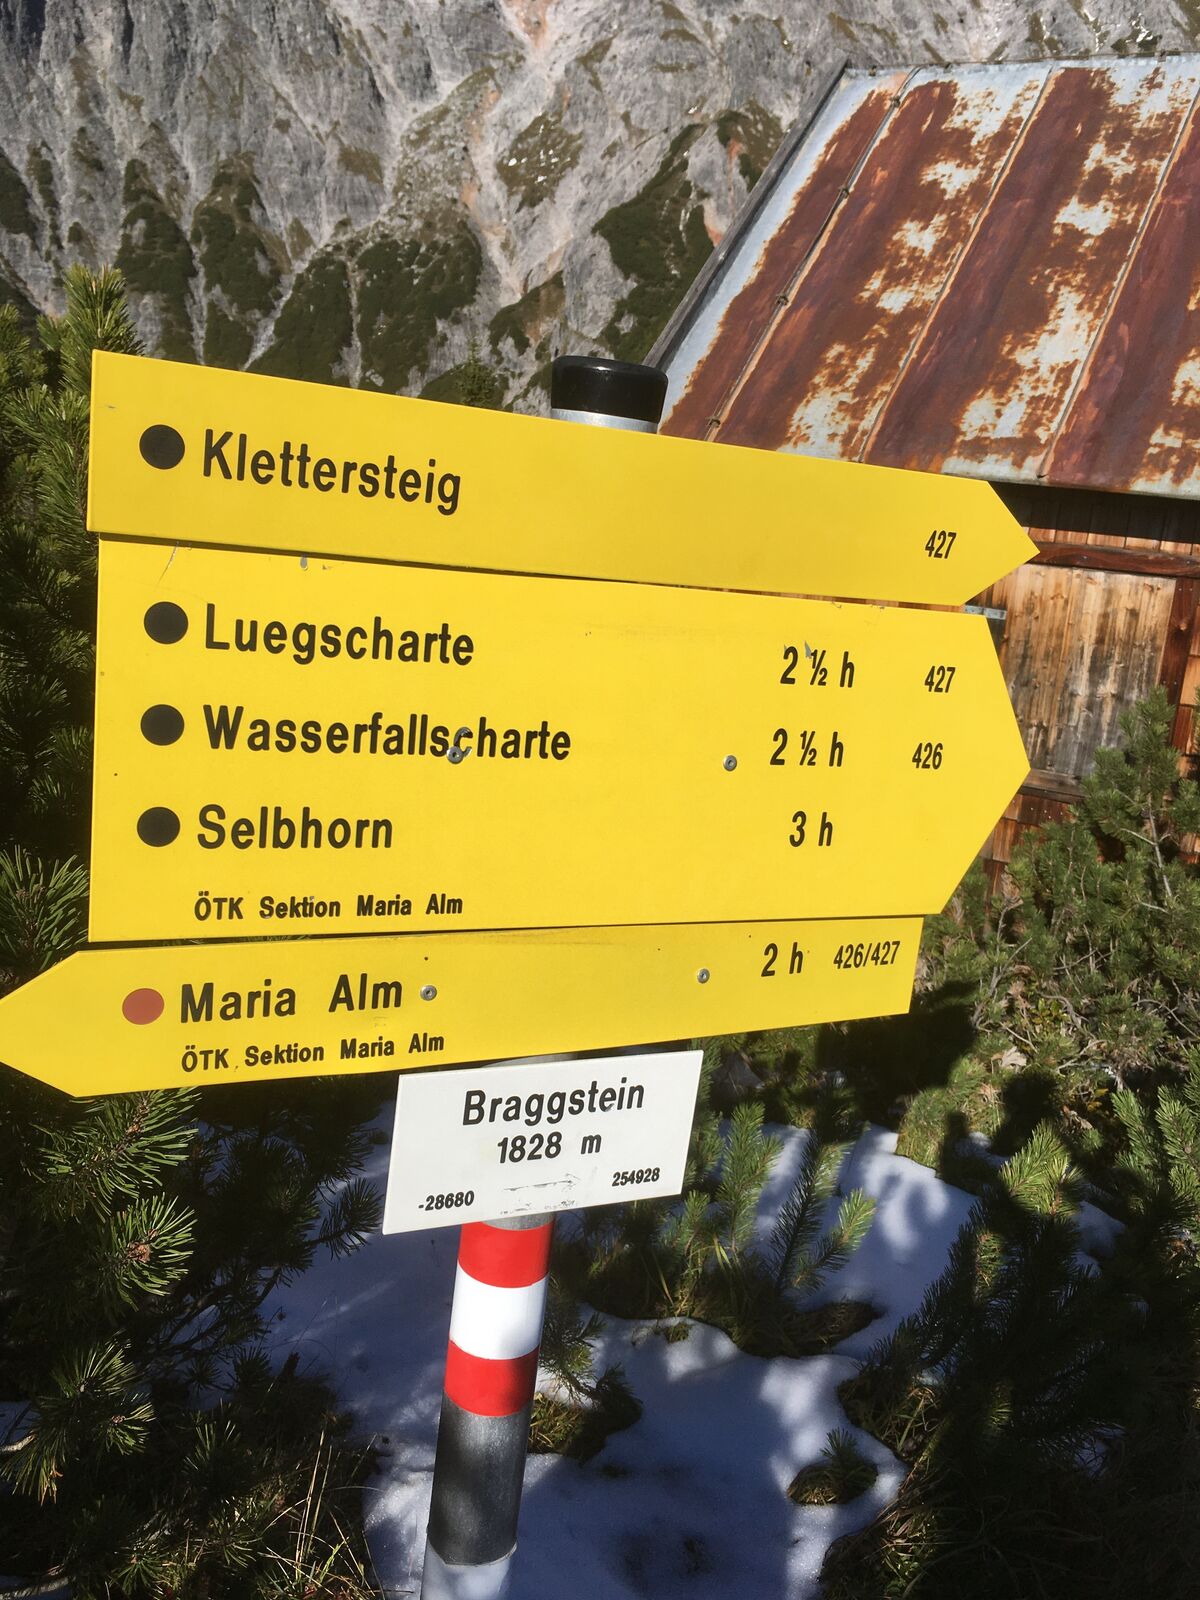 Klettersteig 427
Luegscharte 2 ½ h 427
Wasserfallscharte 2 ½ h 426
Selbhorn 3 h
ÖTK Sektion Maria Alm
Maria Alm 2 h 426/427
ÖTK Sektion Maria Alm
Braggstein
1828 m
-28680 254928